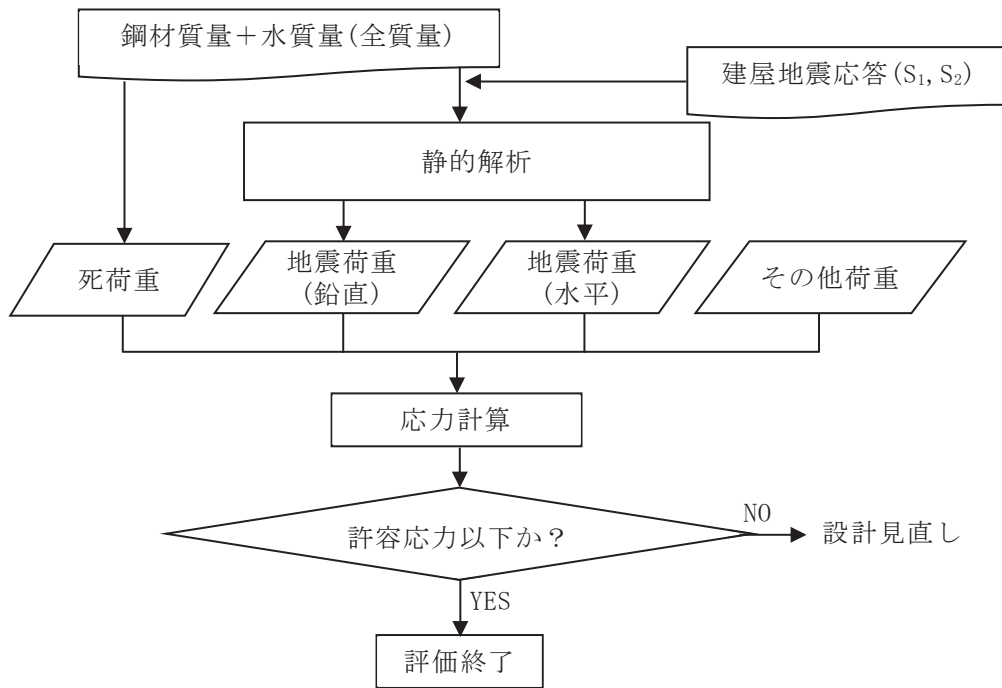 鋼材質量＋水質量(全質量)
建屋地震応答(S₁,S₂)
静的解析
死荷重
地震荷重
(鉛直)
地震荷重
(水平)
その他荷重
応力計算
許容応力以下か？
NO
設計見直し
YES
評価終了